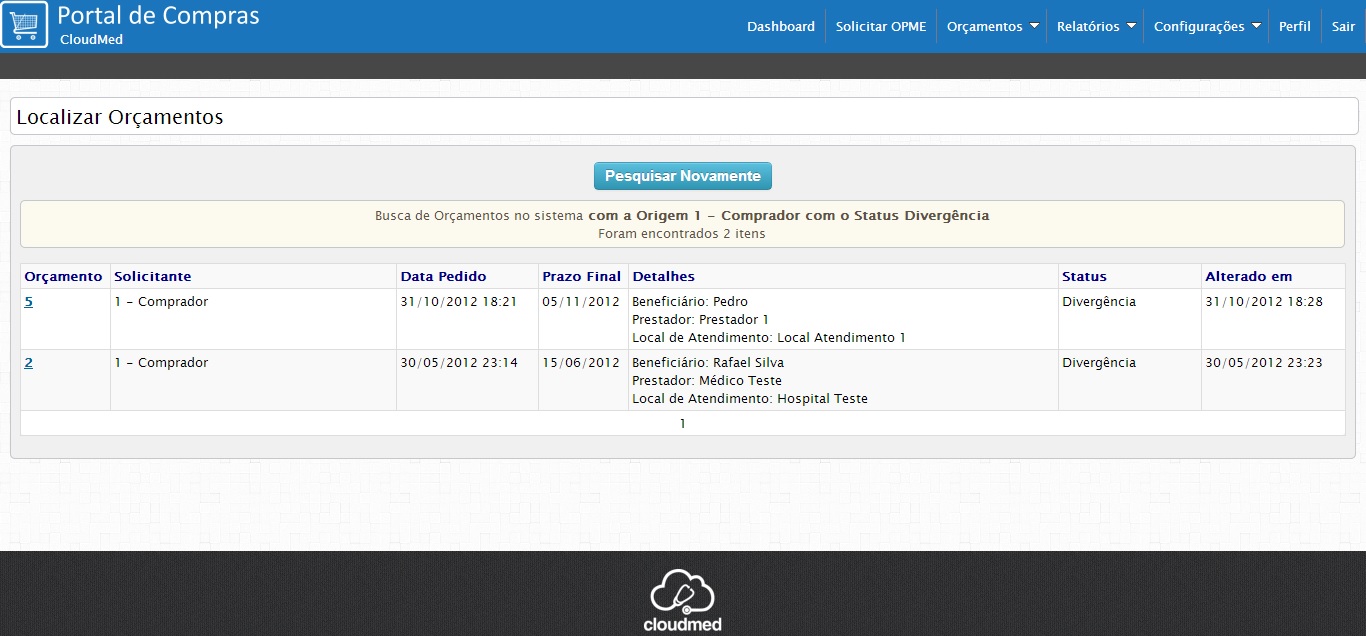 Portal de Compras
CloudMed
Dashboard Solicitar OPME Orçamentos Relatórios Configurações Perfil Sair
Localizar Orçamentos
Pesquisar Novamente
Busca de Orçamentos no sistema com a Origem 1 - Comprador com o Status Divergência
Foram encontrados 2 itens
Orçamento Solicitante Data Pedido Prazo Final Detalhes Status Alterado em
5 1 - Comprador 31/10/2012 18:21 05/11/2012 Beneficiário: Pedro Divergência 31/10/2012 18:28
Prestador: Prestador 1
Local de Atendimento: Local Atendimento 1
2 1 - Comprador 30/05/2012 23:14 15/06/2012 Beneficiário: Rafael Silva Divergência 30/05/2012 23:23
Prestador: Médico Teste
Local de Atendimento: Hospital Teste
1
cloudmed